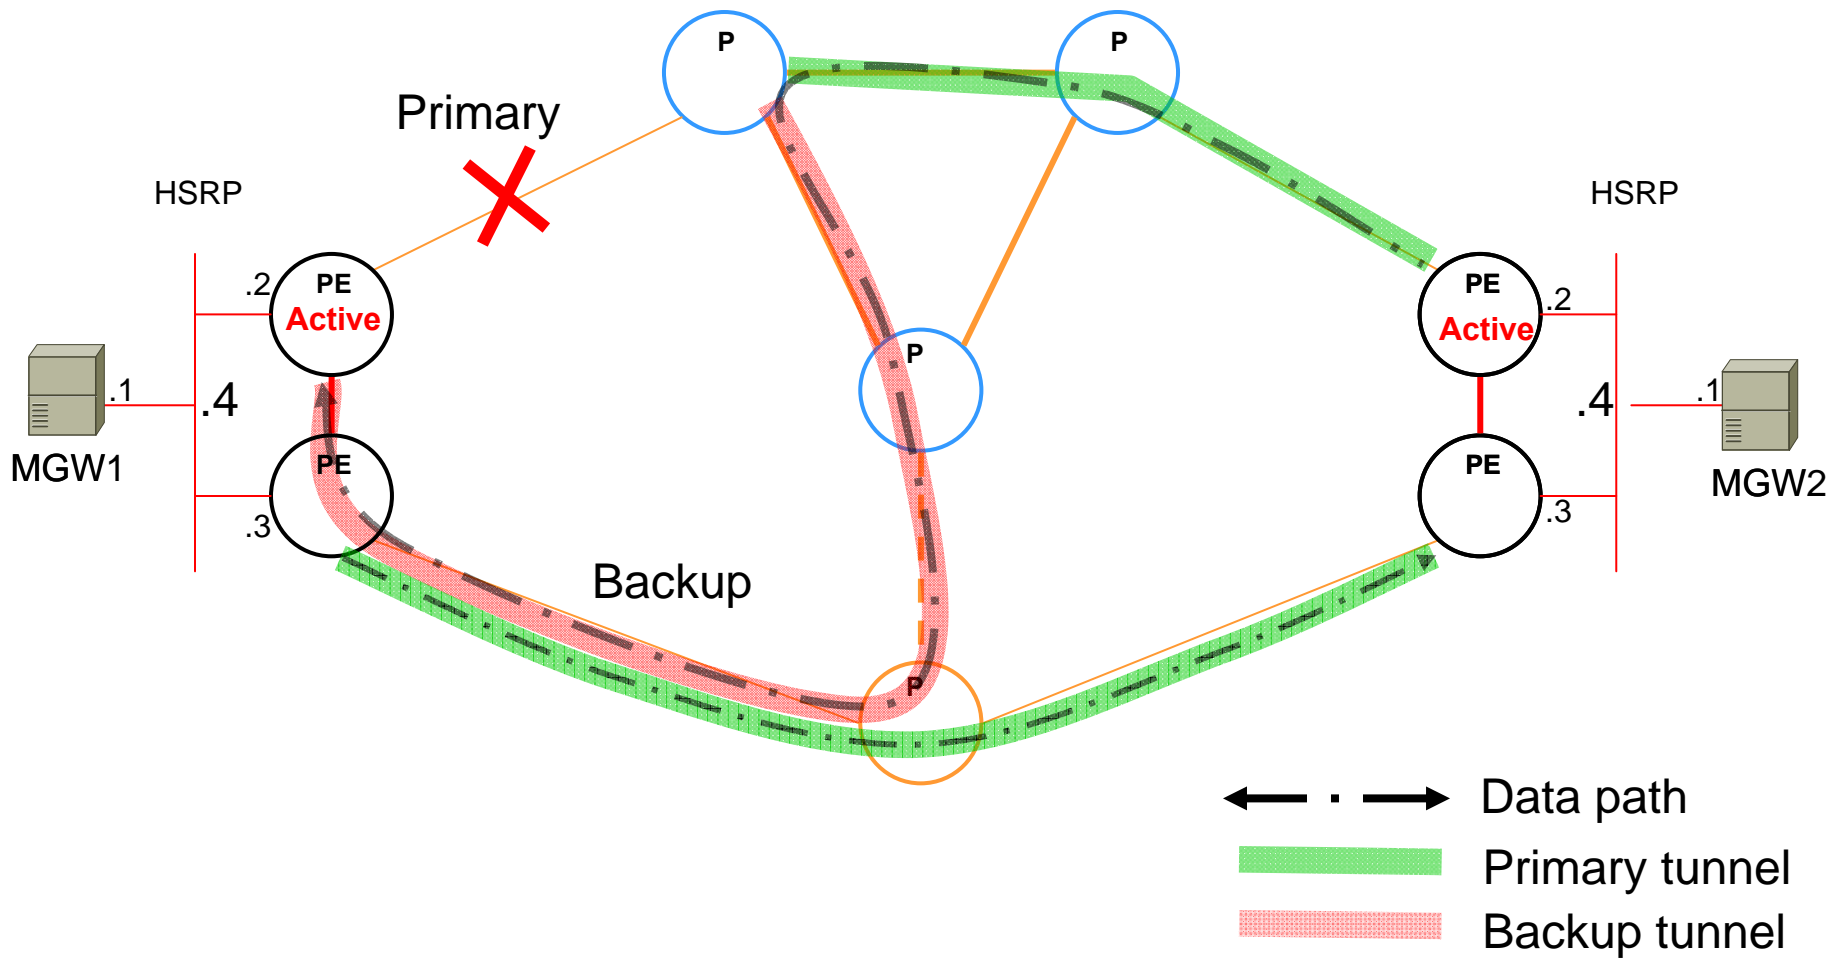 P
P
Primary
HSRP
HSRP
.2
PE
Active
PE
Active
.2
P
.1
.4
.4
.1
MGW1
PE
PE
MGW2
.3
.3
Backup
P
Data path
Primary tunnel
Backup tunnel